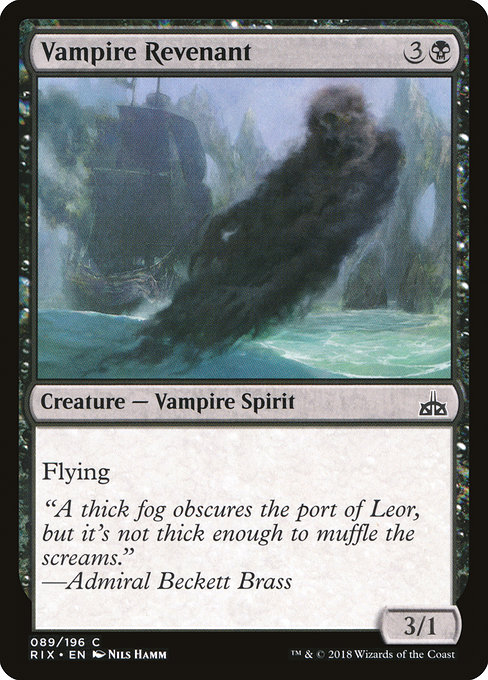 Vampire Revenant 3
Creature — Vampire Spirit
Flying
“A thick fog obscures the port of Leor,
but it’s not thick enough to muffle the
screams.”
—Admiral Beckett Brass
3/1
089/196 C
RIX • EN Nils Hamm
™ & © 2018 Wizards of the Coast